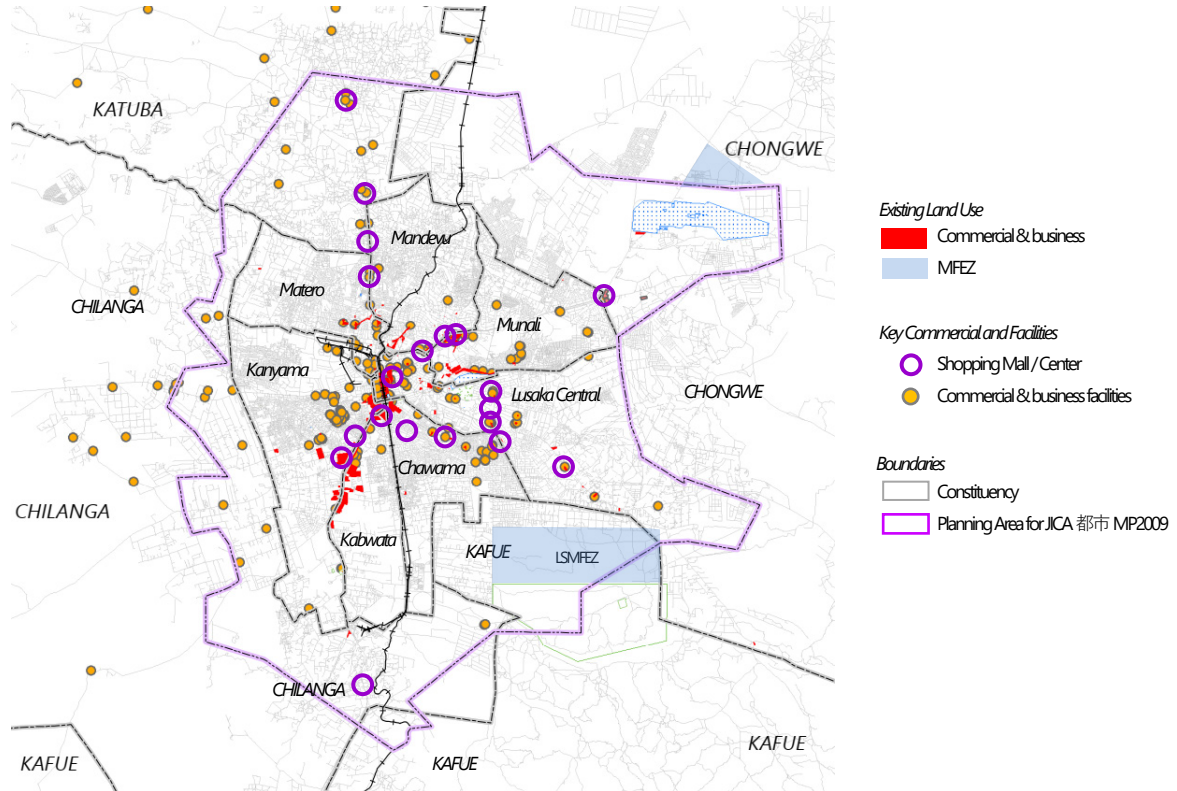 KATUBA
CHONGWE
Mandevu
Matero
CHILANGA
Munali
Kanyama
Lusaka Central
CHONGWE
Chawama
CHILANGA
Kabwata
KAFUE
LSMFEZ
CHILANGA
KAFUE
KAFUE
KAFUE
Existing Land Use
Commercial & business
MFEZ
Key Commercial and Facilities
Shopping Mall / Center
Commercial & business facilities
Boundaries
Constituency
Planning Area for JICA 都市 MP2009